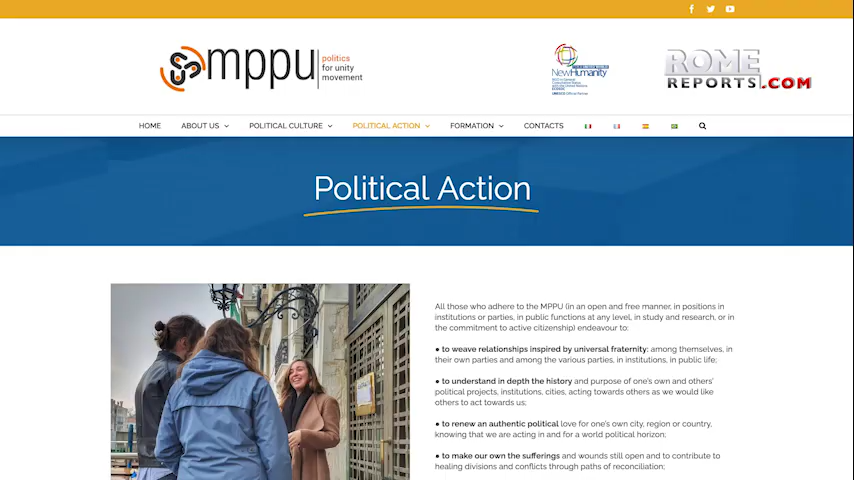 mppu
politics
for unity
movement
NewHumanity
ROME
REPORTS.COM
HOME ABOUT US POLITICAL CULTURE POLITICAL ACTION FORMATION CONTACTS
Political Action
All those who adhere to the MPPU (in an open and free manner, in positions in
institutions or parties, in public functions at any level, in study and research, or in
the commitment to active citizenship) endeavour to:
● to weave relationships inspired by universal fraternity: among themselves, in
their own parties and among the various parties, in institutions, in public life;
● to understand in depth the history and purpose of one's own and others'
political projects, institutions, cities, acting towards others as we would like
others to act towards us;
● to renew an authentic political love for one's own city, region or country,
knowing that we are acting in and for a world political horizon;
● to make our own the sufferings and wounds still open and to contribute to
healing divisions and conflicts through paths of reconciliation;